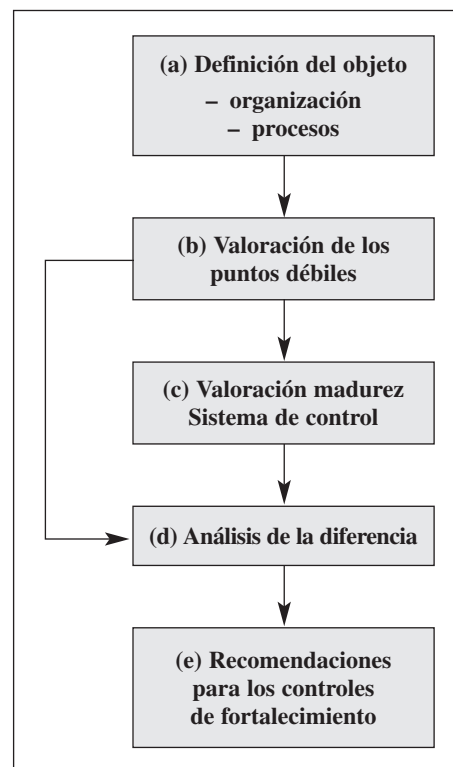 (a) Definición del objeto
– organización
– procesos
(b) Valoración de los
puntos débiles
(c) Valoración madurez
Sistema de control
(d) Análisis de la diferencia
(e) Recomendaciones
para los controles
de fortalecimiento